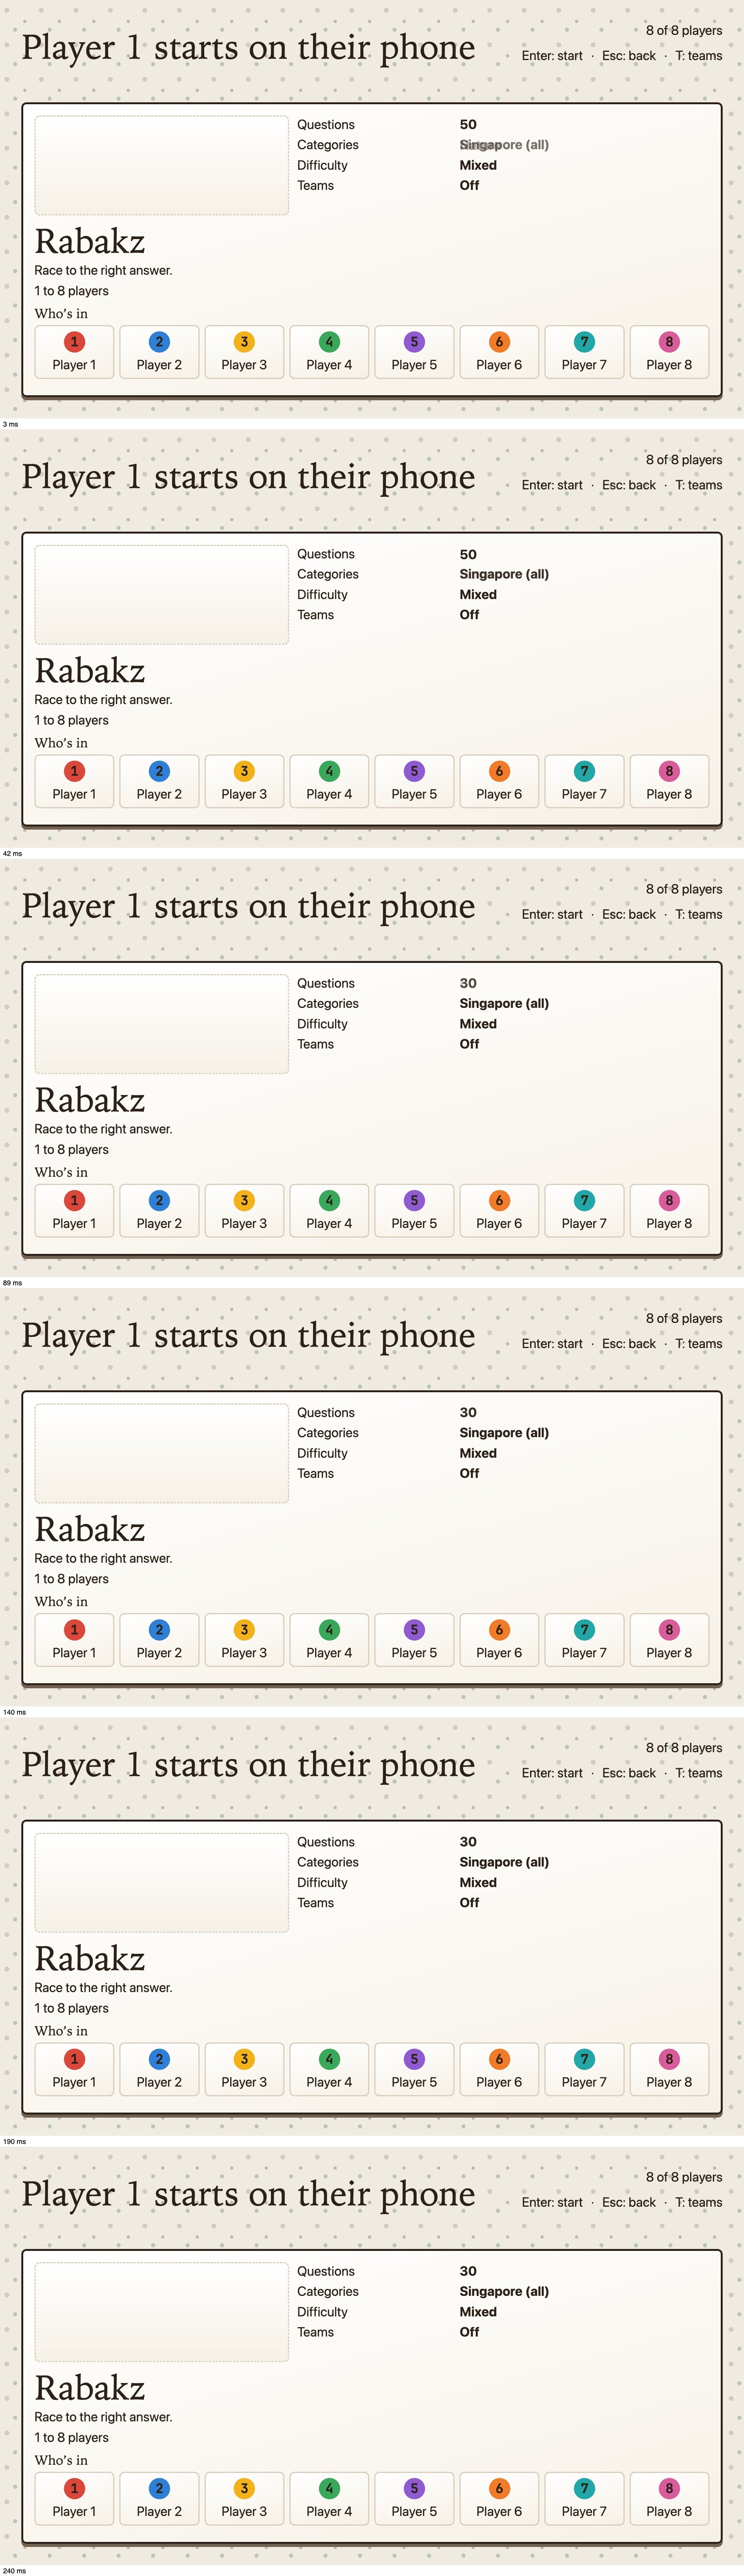 Player 1 starts on their phone
8 of 8 players
Enter: start · Esc: back · T: teams
Questions 50
Categories Singapore (all)
Difficulty Mixed
Teams Off
Rabakz
Race to the right answer.
1 to 8 players
Who's in
1 2 3 4 5 6 7 8
Player 1 Player 2 Player 3 Player 4 Player 5 Player 6 Player 7 Player 8
3 ms
Player 1 starts on their phone
8 of 8 players
Enter: start · Esc: back · T: teams
Questions 50
Categories Singapore (all)
Difficulty Mixed
Teams Off
Rabakz
Race to the right answer.
1 to 8 players
Who's in
1 2 3 4 5 6 7 8
Player 1 Player 2 Player 3 Player 4 Player 5 Player 6 Player 7 Player 8
42 ms
Player 1 starts on their phone
8 of 8 players
Enter: start · Esc: back · T: teams
Questions 30
Categories Singapore (all)
Difficulty Mixed
Teams Off
Rabakz
Race to the right answer.
1 to 8 players
Who's in
1 2 3 4 5 6 7 8
Player 1 Player 2 Player 3 Player 4 Player 5 Player 6 Player 7 Player 8
89 ms
Player 1 starts on their phone
8 of 8 players
Enter: start · Esc: back · T: teams
Questions 30
Categories Singapore (all)
Difficulty Mixed
Teams Off
Rabakz
Race to the right answer.
1 to 8 players
Who's in
1 2 3 4 5 6 7 8
Player 1 Player 2 Player 3 Player 4 Player 5 Player 6 Player 7 Player 8
140 ms
Player 1 starts on their phone
8 of 8 players
Enter: start · Esc: back · T: teams
Questions 30
Categories Singapore (all)
Difficulty Mixed
Teams Off
Rabakz
Race to the right answer.
1 to 8 players
Who's in
1 2 3 4 5 6 7 8
Player 1 Player 2 Player 3 Player 4 Player 5 Player 6 Player 7 Player 8
190 ms
Player 1 starts on their phone
8 of 8 players
Enter: start · Esc: back · T: teams
Questions 30
Categories Singapore (all)
Difficulty Mixed
Teams Off
Rabakz
Race to the right answer.
1 to 8 players
Who's in
1 2 3 4 5 6 7 8
Player 1 Player 2 Player 3 Player 4 Player 5 Player 6 Player 7 Player 8
240 ms